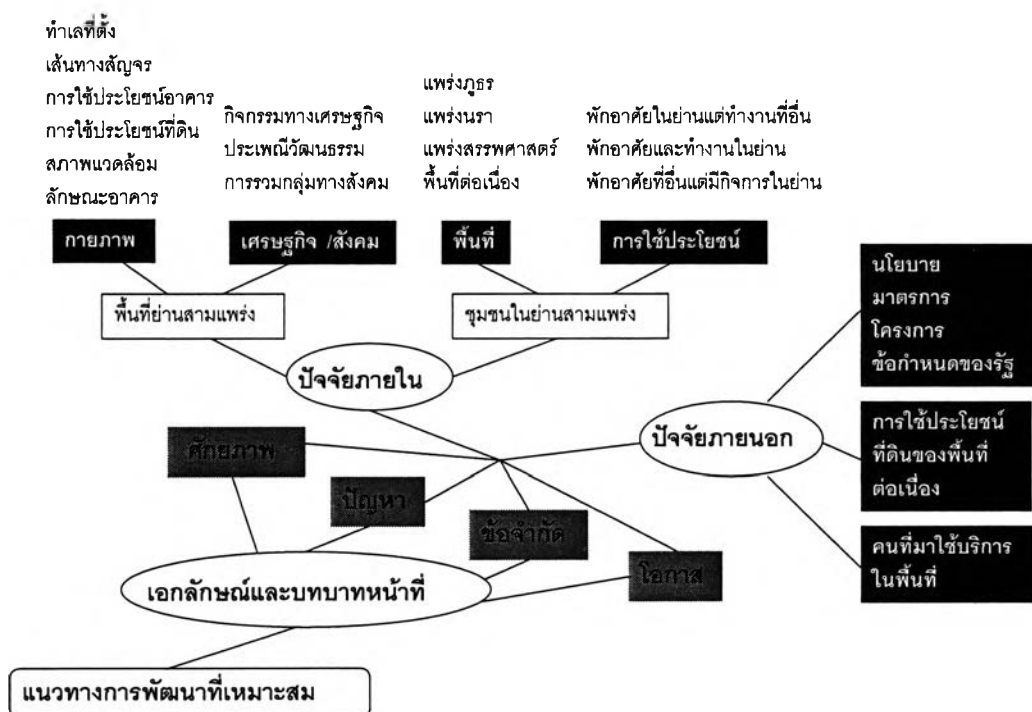 ทำเลที่ตั้ง
เส้นทางสัญจร
การใช้ประโยชน์อาคาร
การใช้ประโยชน์ที่ดิน
สภาพแวดล้อม
ลักษณะอาคาร
กิจกรรมทางเศรษฐกิจ
ประเพณีวัฒนธรรม
การรวมกลุ่มทางสังคม
แพร่งภูธร
แพร่งนรา
แพร่งสรรพศาสตร์
พื้นที่ต่อเนื่อง
พักอาศัยในย่านแต่ทำงานที่อื่น
พักอาศัยและทำงานในย่าน
พักอาศัยที่อื่นแต่มีกิจการในย่าน
กายภาพ
เศรษฐกิจ /สังคม
พื้นที่
การใช้ประโยชน์
พื้นที่ย่านสามแพร่ง
ชุมชนในย่านสามแพร่ง
ปัจจัยภายใน
นโยบาย
มาตรการ
โครงการ
ข้อกำหนดของรัฐ
ปัจจัยภายนอก
การใช้ประโยชน์
ที่ดินของพื้นที่
ต่อเนื่อง
คนที่มาใช้บริการ
ในพื้นที่
ศักยภาพ
ปัญหา
ข้อจำกัด
โอกาส
เอกลักษณ์และบทบาทหน้าที่
แนวทางการพัฒนาที่เหมาะสม